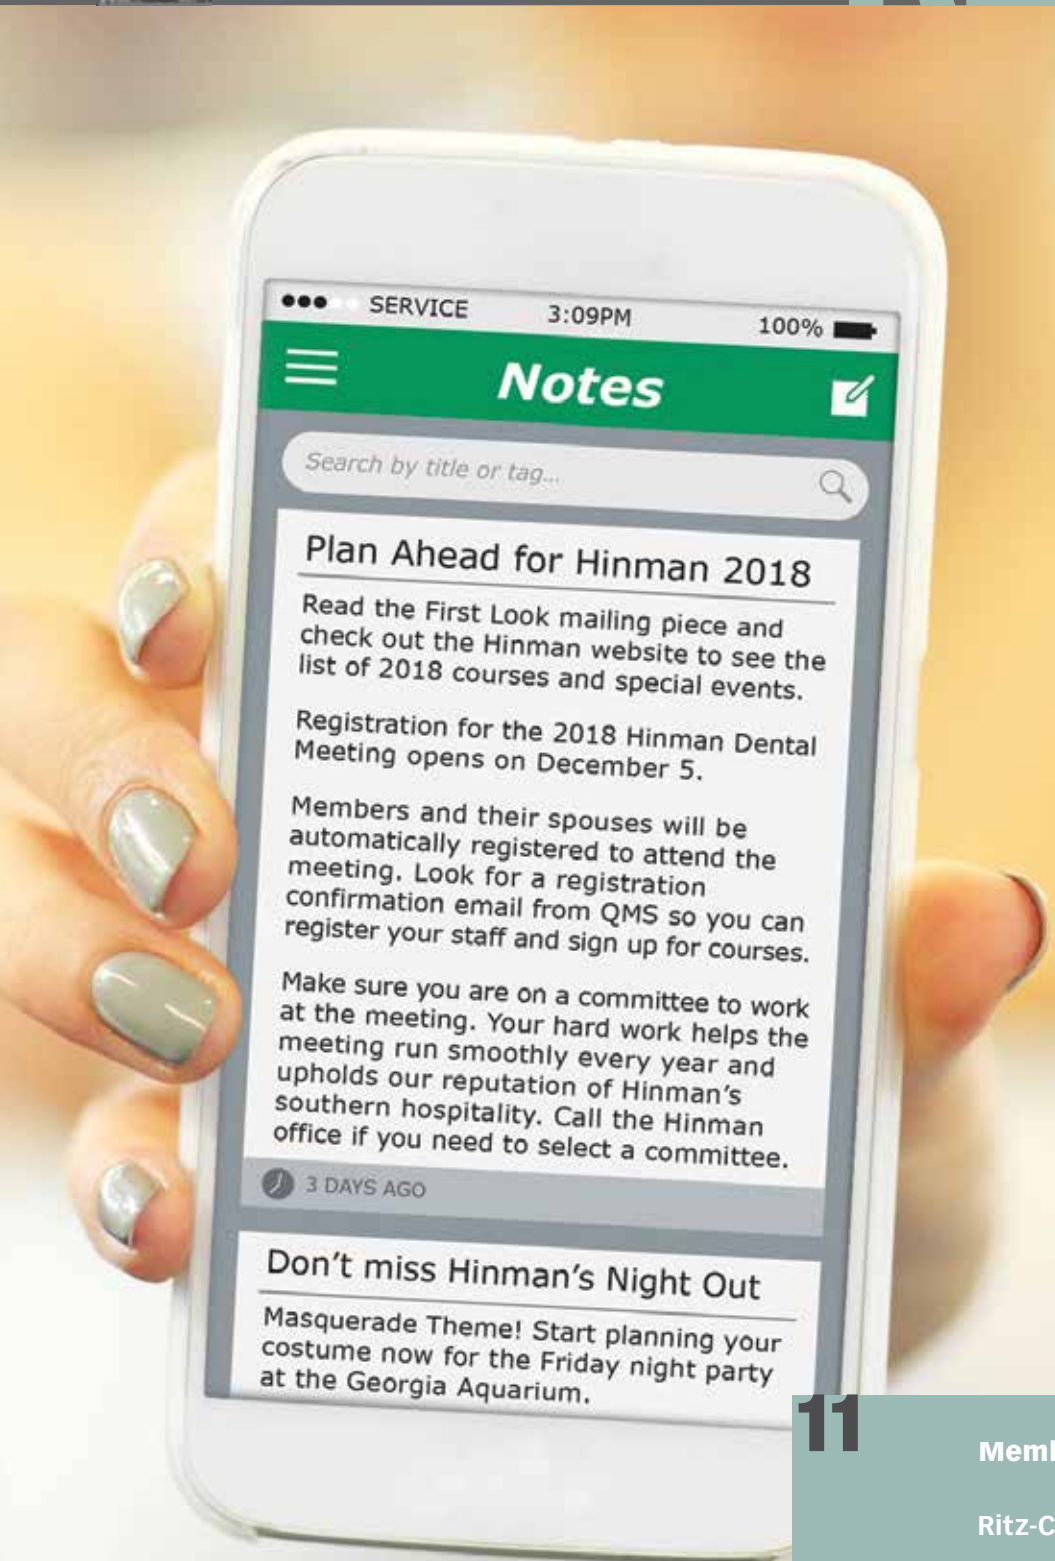 SERVICE 3:09PM 100%
Notes
Search by title or tag...
Plan Ahead for Hinman 2018
Read the First Look mailing piece and
check out the Hinman website to see the
list of 2018 courses and special events.
Registration for the 2018 Hinman Dental
Meeting opens on December 5.
Members and their spouses will be
automatically registered to attend the
meeting. Look for a registration
confirmation email from QMS so you can
register your staff and sign up for courses.
Make sure you are on a committee to work
at the meeting. Your hard work helps the
meeting run smoothly every year and
upholds our reputation of Hinman's
southern hospitality. Call the Hinman
office if you need to select a committee.
3 DAYS AGO
Don't miss Hinman's Night Out
Masquerade Theme! Start planning your
costume now for the Friday night party
at the Georgia Aquarium.
11